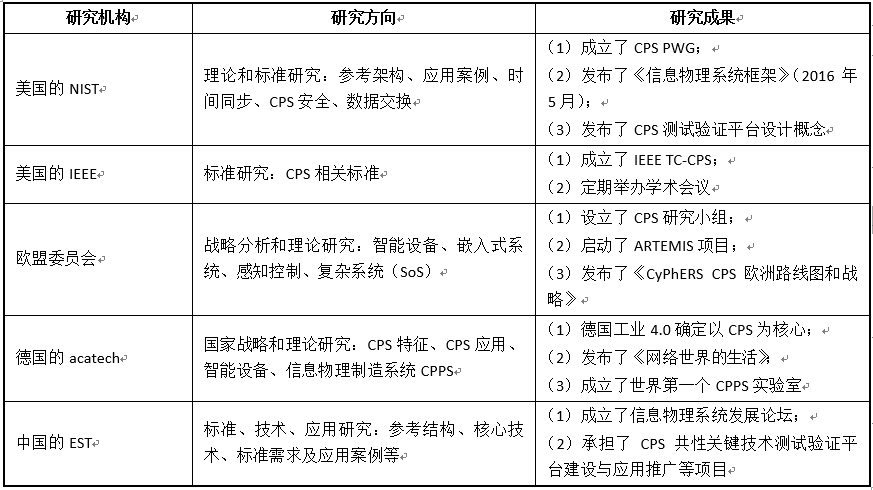 研究机构 研究方向 研究成果
美国的 NIST
理论和标准研究：参考架构、应用案例、时
间同步、CPS 安全、数据交换
（1）成立了 CPS PWG；
（2）发布了《信息物理系统框架》（2016 年
5 月）；
（3）发布了 CPS 测试验证平台设计概念
美国的 IEEE
标准研究：CPS 相关标准
（1）成立了 IEEE TC-CPS；
（2）定期举办学术会议
欧盟委员会
战略分析和理论研究：智能设备、嵌入式系
统、感知控制、复杂系统（SoS）
（1）设立了 CPS 研究小组；
（2）启动了 ARTEMIS 项目；
（3）发布了《CyPhERS CPS 欧洲路线图和战
略》
德国的 acatech
国家战略和理论研究：CPS 特征、CPS 应用、
智能设备、信息物理制造系统 CPPS
（1）德国工业 4.0 确定以 CPS 为核心；
（2）发布了《网络世界的生活》；
（3）成立了世界第一个 CPPS 实验室
中国的 EST
标准、技术、应用研究：参考结构、核心技
术、标准需求及应用案例等
（1）成立了信息物理系统发展论坛；
（2）承担了 CPS 共性关键技术测试验证平
台建设与应用推广等项目